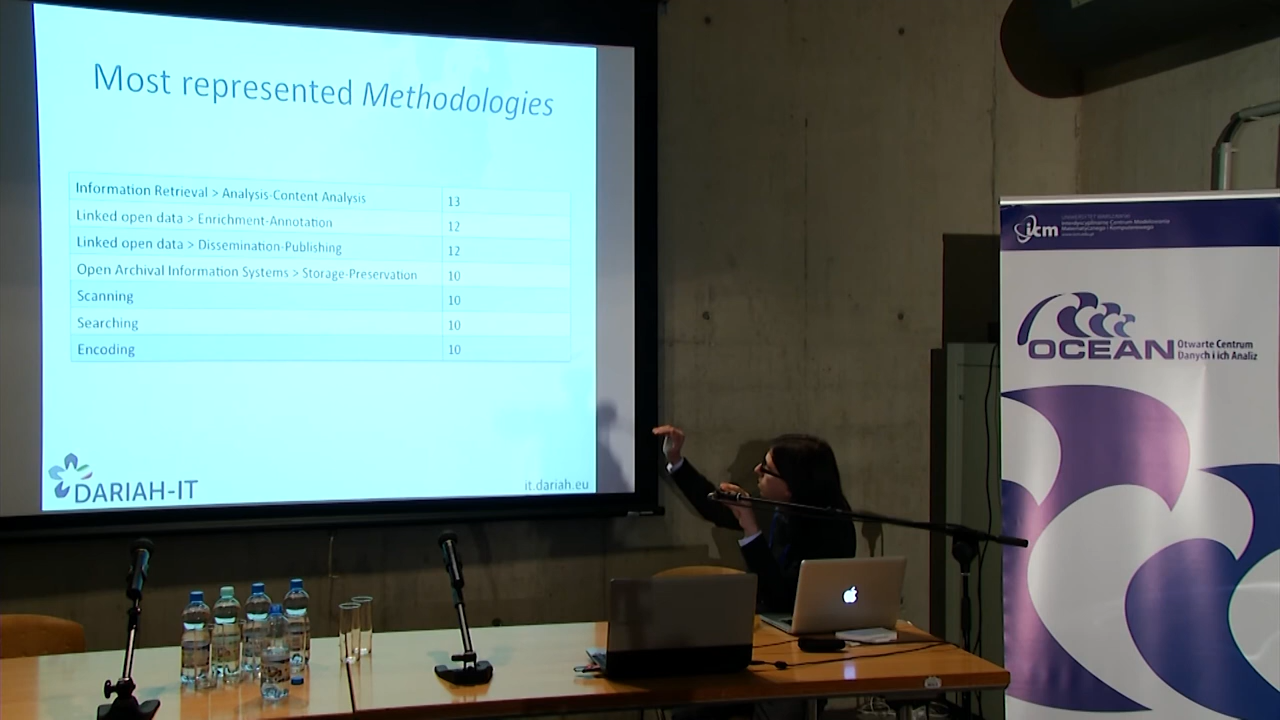 Most represented Methodologies
Information Retrieval > Analysis-Content Analysis 13
Linked open data > Enrichment-Annotation 12
Linked open data > Dissemination-Publishing 12
Open Archival Information Systems > Storage-Preservation 10
Scanning 10
Searching 10
Encoding 10
DARIAH-IT
it.dariah.eu
icm
UNIWERSYTET WARSZAWSKI
Interdyscyplinarne Centrum Modelowania
Matematycznego i Komputerowego
OCEAN
Otwarte Centrum
Danych i ich Analiz